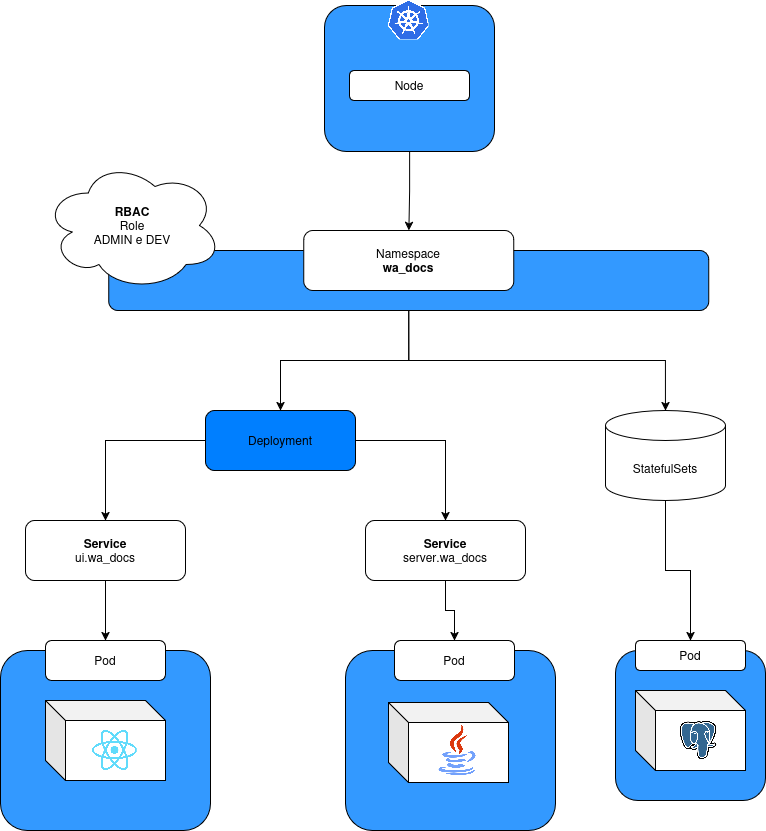 Node
RBAC
Role
ADMIN e DEV
Namespace
wa_docs
Deployment
StatefulSets
Service
ui.wa_docs
Service
server.wa_docs
Pod
Pod
Pod